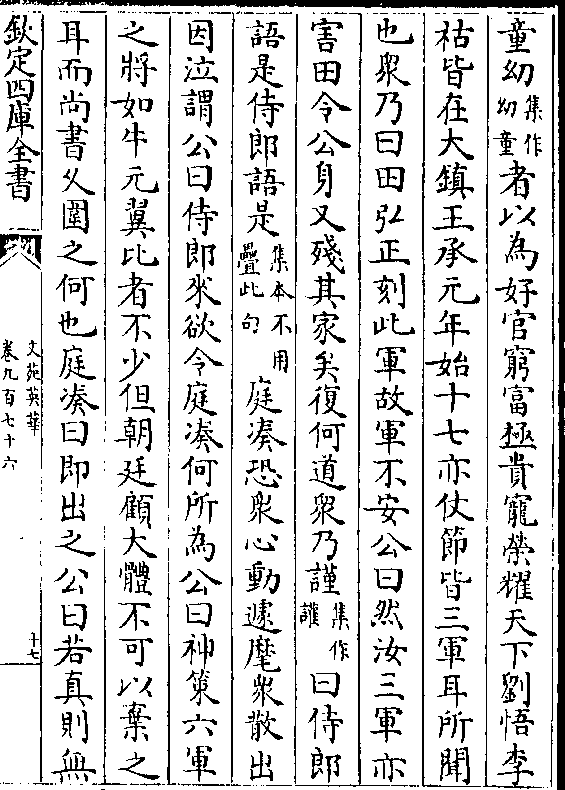 童幼集作幼童者以為好官窮富極貴寵榮耀天下劉悟李
祜皆在大鎮王承元年始十七亦仗節皆三軍耳所聞
也衆乃曰田弘正刻此軍故軍不安公曰然汝三軍亦
害田令公身又殘其家矣復何道衆乃謹集作讙曰侍郎
語是侍郎語是集本不用疊此句庭凑恐衆心動遽麾衆散出
因泣謂公曰侍郎來欲令庭凑何所為公曰神策六軍
之將如牛元翼比者不少但朝廷顧大體不可以棄之
耳而尚書久圍之何也庭凑曰即出之公曰若真則無
欽定四庫全書
文苑英華
卷九百七十六
十七